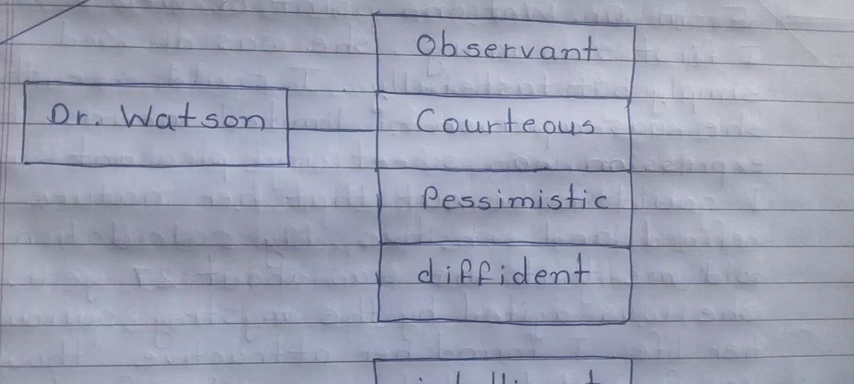 Observant
Dr. Watson
Courteous
Pessimistic
diffident